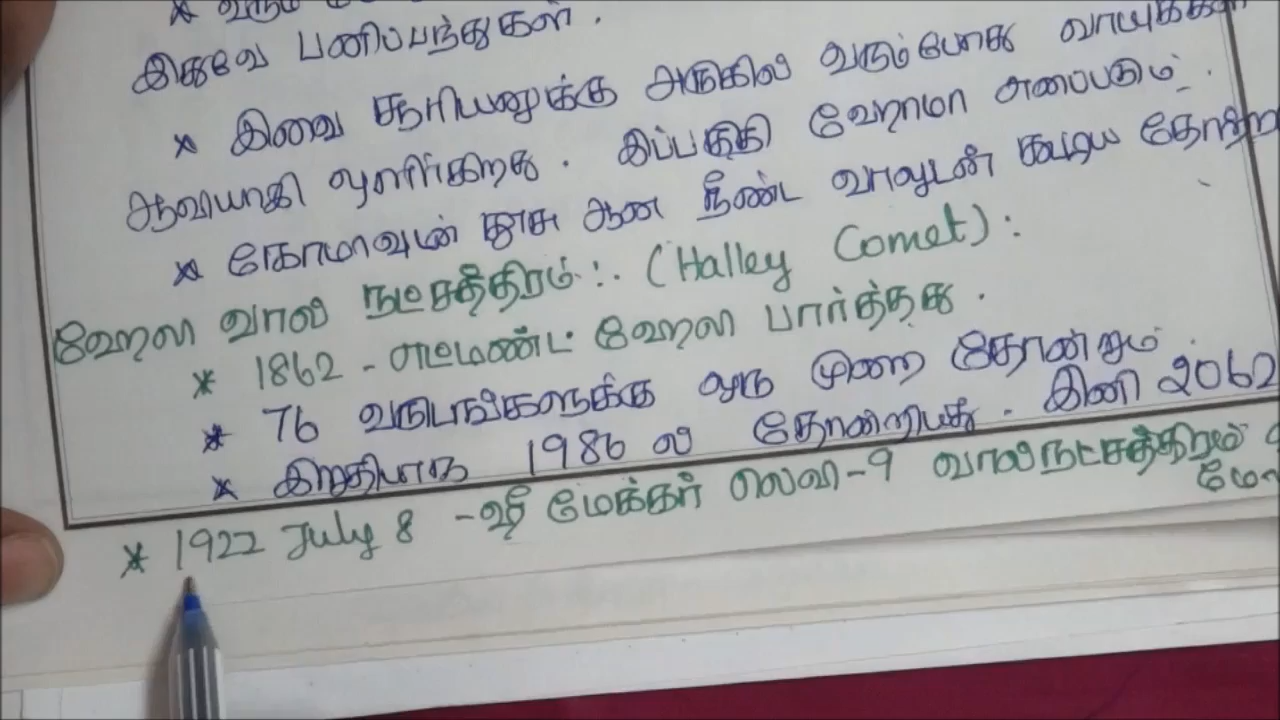 * வரும்
இதுவே பனிப்பந்துகள் .
* இவை சூரியனுக்கு அருகில் வரும்போது வாயுக்கள்
ஆவியாகி ஒளிர்கிறது . இப்பகுதி கோமா எனப்படும் .
* கோமாவுடன் தூசு ஆன நீண்ட வாலுடன் கூடிய
ஹேலி வால் நட்சத்திரம் : (Halley Comet) :
* 1862 - எட்மண்ட் ஹேலி பார்த்தது .
* 76 வருடங்களுக்கு ஒரு முறை தோன்றும் .
* இறுதியாக 1986 ல் தோன்றியது . இனி 2062
* 1922 July 8 - ஷூ மேக்கர் லெவி - 9 வால்நட்சத்திரம்